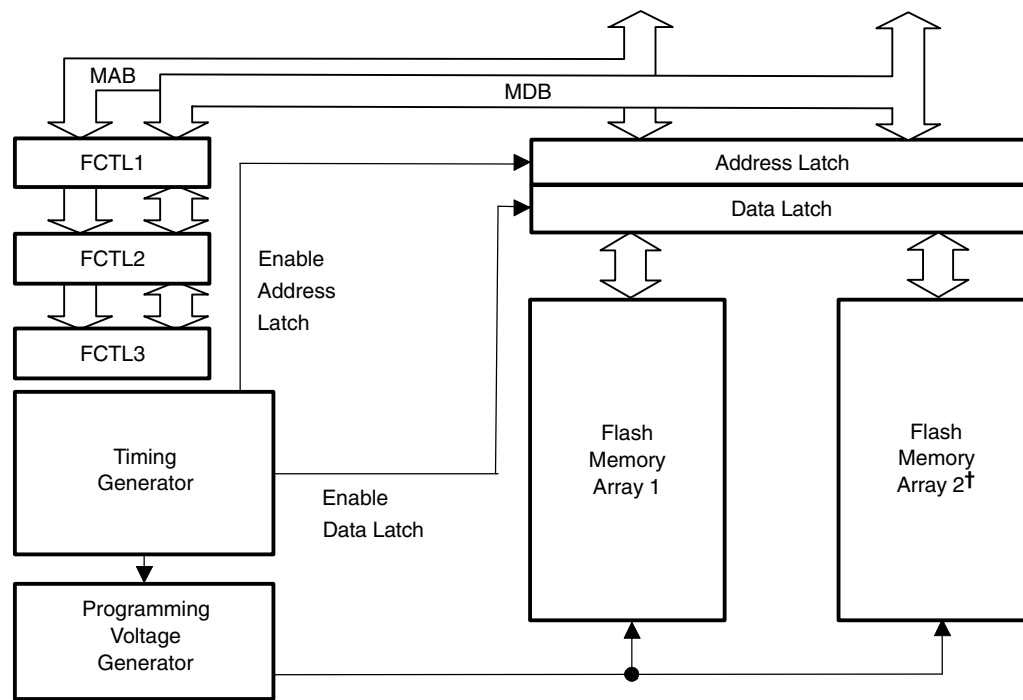 MAB
MDB
FCTL1
FCTL2
FCTL3
Address Latch
Data Latch
Enable
Address
Latch
Timing
Generator
Enable
Data Latch
Flash
Memory
Array 1
Flash
Memory
Array 2†
Programming
Voltage
Generator